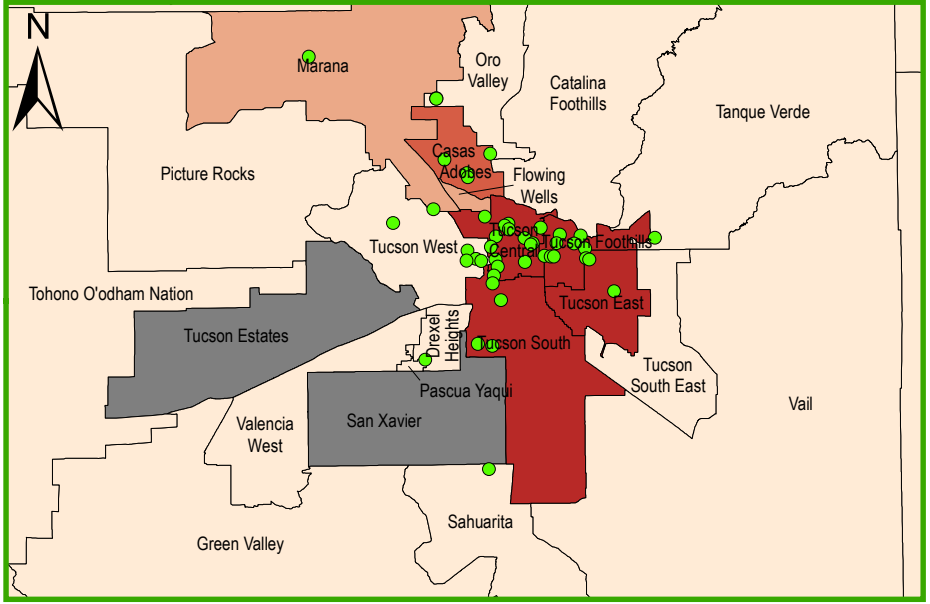 N
Marana
Oro
Valley
Catalina
Foothills
Tanque Verde
Casas
Adobes
Picture Rocks
Flowing
Wells
Tucson West
Tucson
Central
Tucson Foothills
Tohono O'odham Nation
Tucson East
Tucson Estates
Drexel
Heights
Tucson South
Tucson
South East
Pascua Yaqui
Vail
San Xavier
Valencia
West
Sahuarita
Green Valley